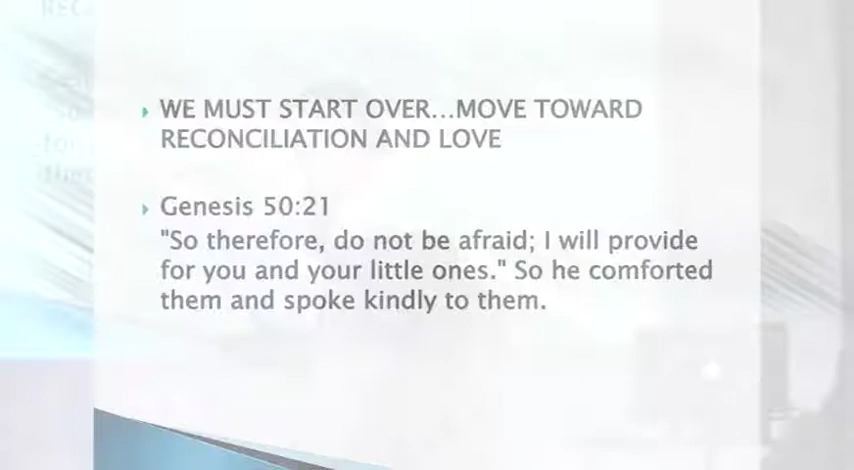 WE MUST START OVER...MOVE TOWARD
RECONCILIATION AND LOVE
Genesis 50:21
"So therefore, do not be afraid; I will provide
for you and your little ones." So he comforted
them and spoke kindly to them.